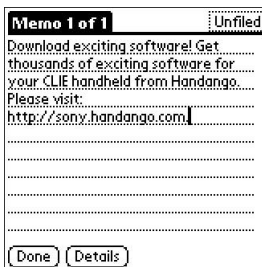 Memo 1 of 1
Unfiled
Download exciting software! Get
thousands of exciting software for
your CLIE handheld from Handango.
Please visit:
http://sony.handango.com.
Done
Details